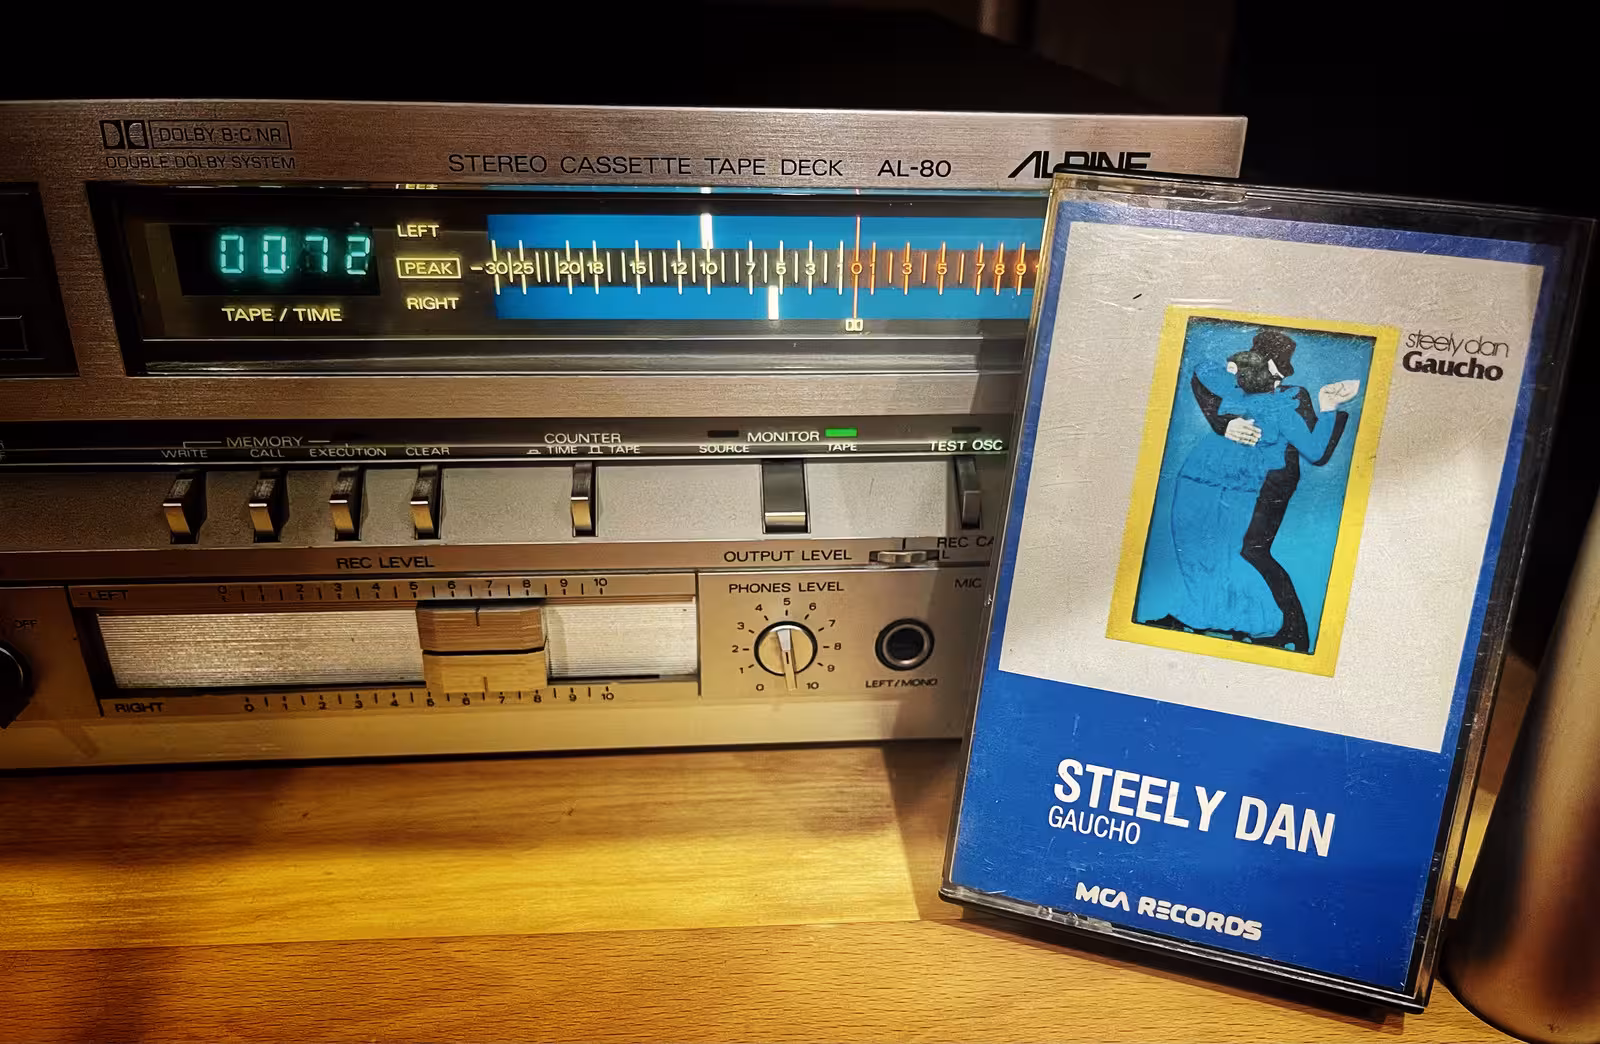 DOLBY B-C NR
DOUBLE DOLBY SYSTEM
STEREO CASSETTE TAPE DECK AL-80
ALPINE
0072
TAPE / TIME
LEFT
PEAK
RIGHT
-30 25 20 18 15 12 10 7 5 3 1 0 1 3 5 7 8 9
MEMORY
WRITE CALL EXECUTION CLEAR
COUNTER
TIME TAPE
MONITOR
SOURCE TAPE
TEST OSC
REC LEVEL
OUTPUT LEVEL
REC CA
L
LEFT
0 1 2 3 4 5 6 7 8 9 10
RIGHT
0 1 2 3 4 5 6 7 8 9 10
OFF
PHONES LEVEL
0 1 2 3 4 5 6 7 8 9 10
MIC
LEFT/MONO
steely dan
Gaucho
STEELY DAN
GAUCHO
MCA RECORDS